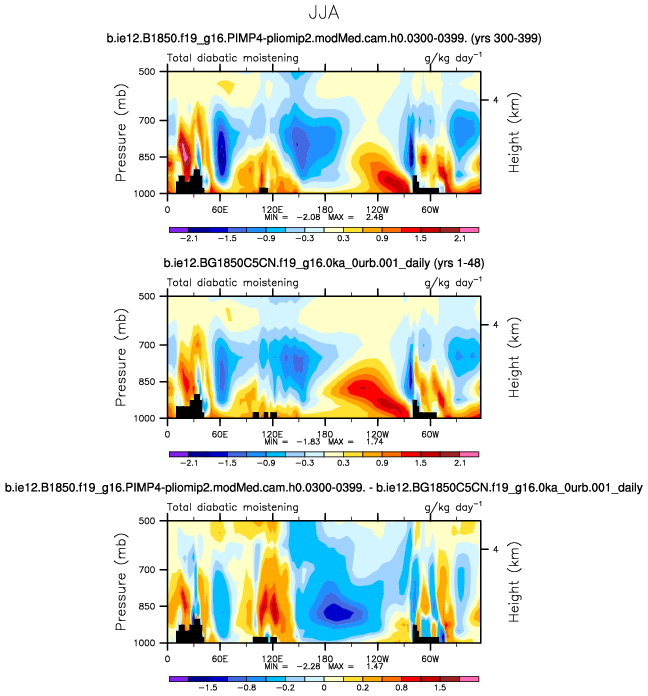 JJA
b.ie12.B1850.f19_g16.PIMP4-pliomip2.modMed.cam.h0.0300-0399. (yrs 300-399)
Total diabatic moistening g/kg day⁻¹
500
700
850
1000
Pressure (mb)
4
Height (km)
0 60E 120E 180 120W 60W
MIN = -2.08 MAX = 2.48
-2.1 -1.5 -0.9 -0.3 0.3 0.9 1.5 2.1
b.ie12.BG1850C5CN.f19_g16.0ka_0urb.001_daily (yrs 1-48)
Total diabatic moistening g/kg day⁻¹
500
700
850
1000
Pressure (mb)
4
Height (km)
0 60E 120E 180 120W 60W
MIN = -1.83 MAX = 1.74
-2.1 -1.5 -0.9 -0.3 0.3 0.9 1.5 2.1
b.ie12.B1850.f19_g16.PIMP4-pliomip2.modMed.cam.h0.0300-0399. - b.ie12.BG1850C5CN.f19_g16.0ka_0urb.001_daily
Total diabatic moistening g/kg day⁻¹
500
700
850
1000
Pressure (mb)
4
Height (km)
0 60E 120E 180 120W 60W
MIN = -2.28 MAX = 1.47
-1.5 -0.8 -0.2 0 0.2 0.8 1.5